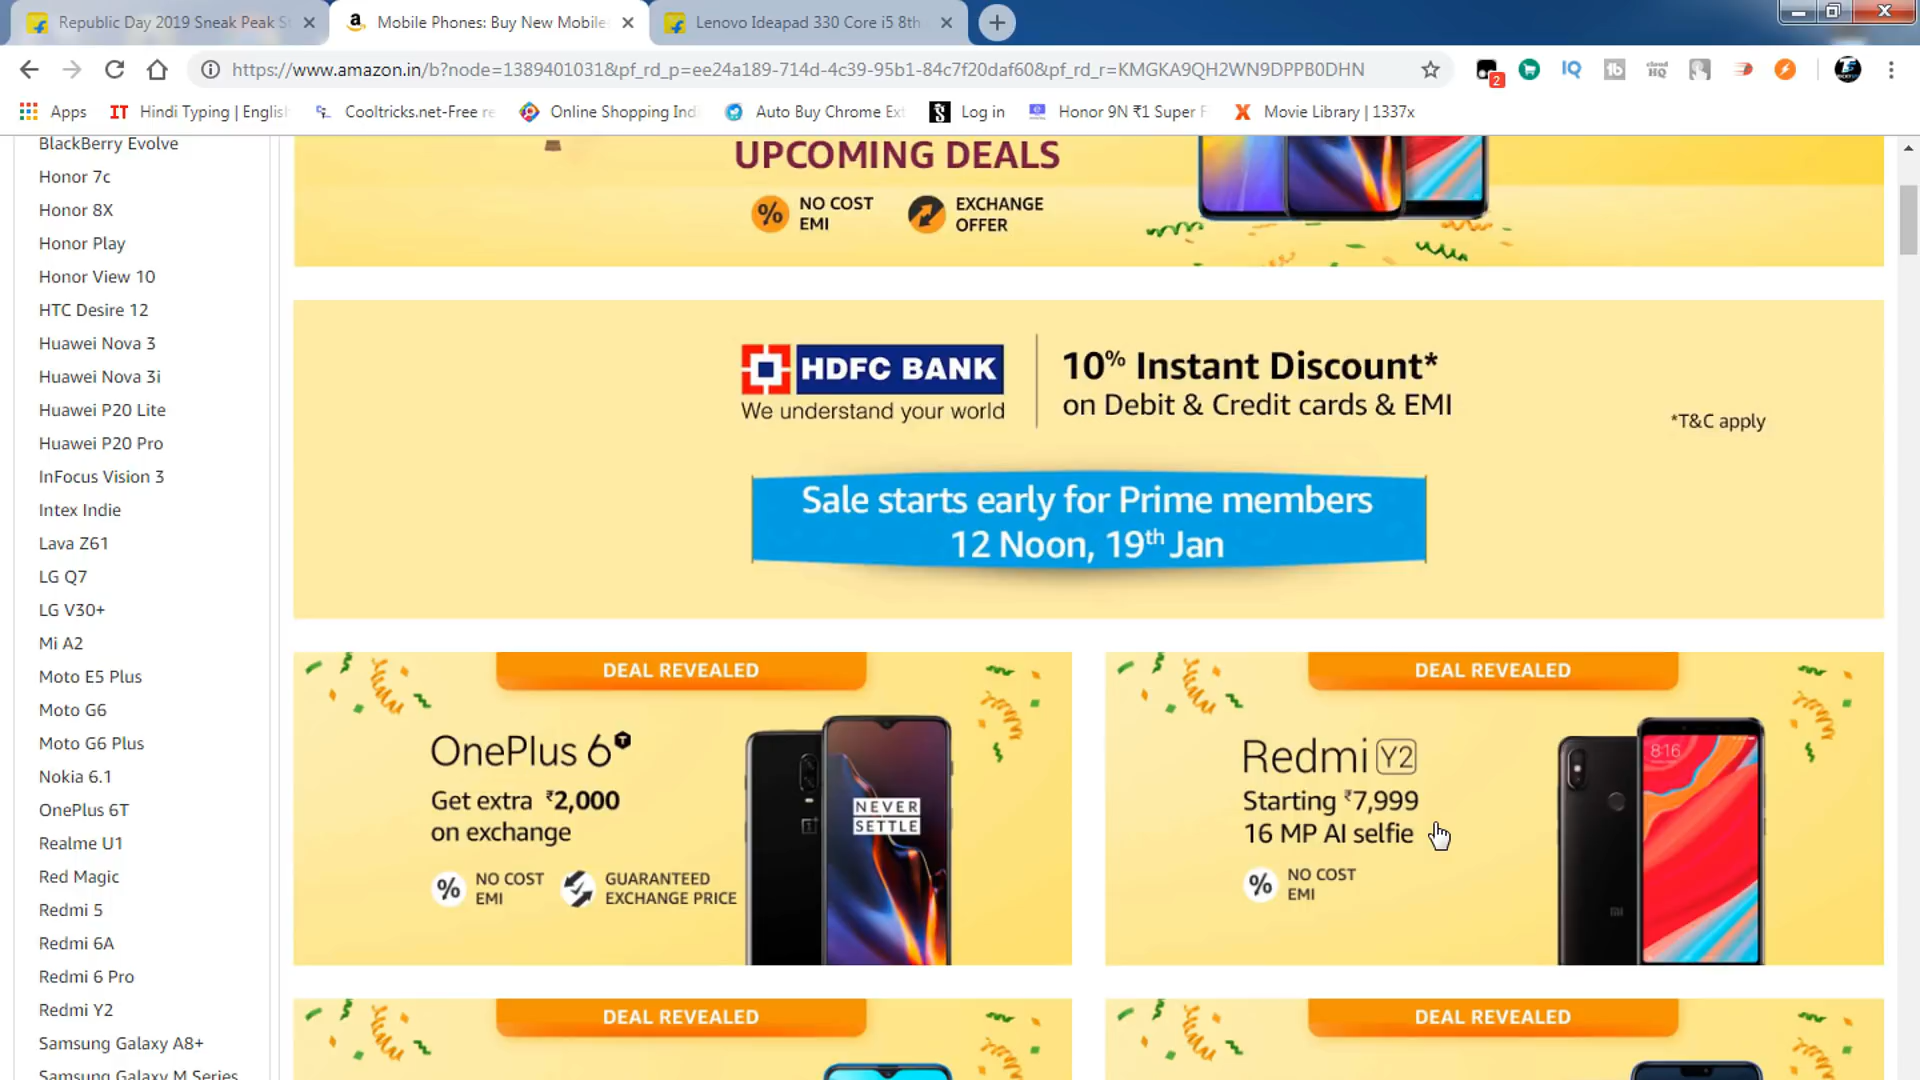 Republic Day 2019 Sneak Peak S
Mobile Phones: Buy New Mobile
Lenovo Ideapad 330 Core i5 8th
https://www.amazon.in/b?node=1389401031&pf_rd_p=ee24a189-714d-4c39-95b1-84c7f20daf60&pf_rd_r=KMGKA9QH2WN9DPPB0DHN
2
IQ
tb
cloud HQ
Apps
IT Hindi Typing | English
Cooltricks.net-Free re
Online Shopping Ind
Auto Buy Chrome Ext
Log in
Honor 9N ₹1 Super F
Movie Library | 1337x
BlackBerry Evolve
Honor 7c
Honor 8X
Honor Play
Honor View 10
HTC Desire 12
Huawei Nova 3
Huawei Nova 3i
Huawei P20 Lite
Huawei P20 Pro
InFocus Vision 3
Intex Indie
Lava Z61
LG Q7
LG V30+
Mi A2
Moto E5 Plus
Moto G6
Moto G6 Plus
Nokia 6.1
OnePlus 6T
Realme U1
Red Magic
Redmi 5
Redmi 6A
Redmi 6 Pro
Redmi Y2
Samsung Galaxy A8+
Samsung Galaxy M Series
UPCOMING DEALS
% NO COST EMI
EXCHANGE OFFER
HDFC BANK
We understand your world
10% Instant Discount*
on Debit & Credit cards & EMI
*T&C apply
Sale starts early for Prime members
12 Noon, 19th Jan
DEAL REVEALED
OnePlus 6T
Get extra ₹2,000
on exchange
% NO COST EMI
GUARANTEED EXCHANGE PRICE
NEVER
SETTLE
DEAL REVEALED
Redmi Y2
Starting ₹7,999
16 MP AI selfie
% NO COST EMI
8:16
MI
DEAL REVEALED
DEAL REVEALED